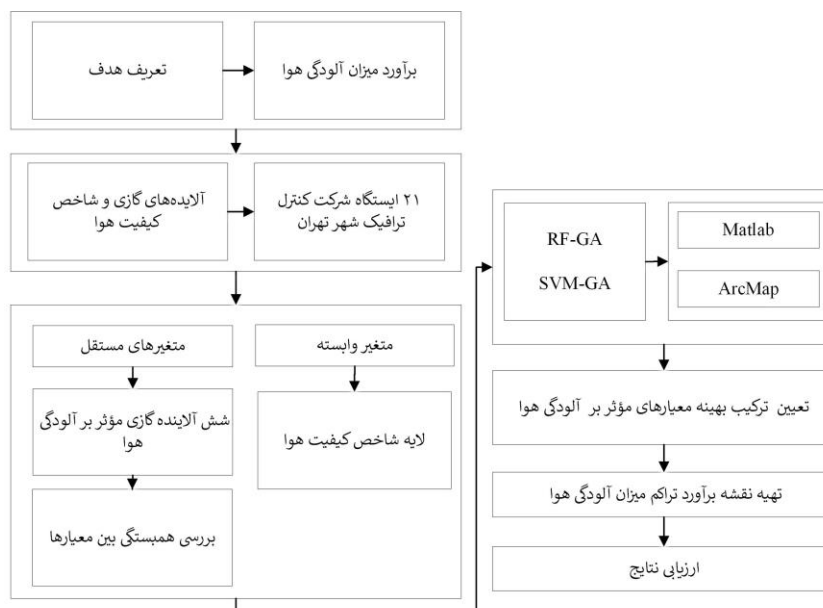 تعریف هدف
برآورد میزان آلودگی هوا
آلاینده‌های گازی و شاخص
کیفیت هوا
۲۱ ایستگاه شرکت کنترل
ترافیک شهر تهران
متغیرهای مستقل
متغیر وابسته
شش آلاینده گازی مؤثر بر آلودگی
هوا
لایه شاخص کیفیت هوا
بررسی همبستگی بین معیارها
RF-GA
SVM-GA
Matlab
ArcMap
تعیین ترکیب بهینه معیارهای مؤثر بر آلودگی هوا
تهیه نقشه برآورد تراکم میزان آلودگی هوا
ارزیابی نتایج